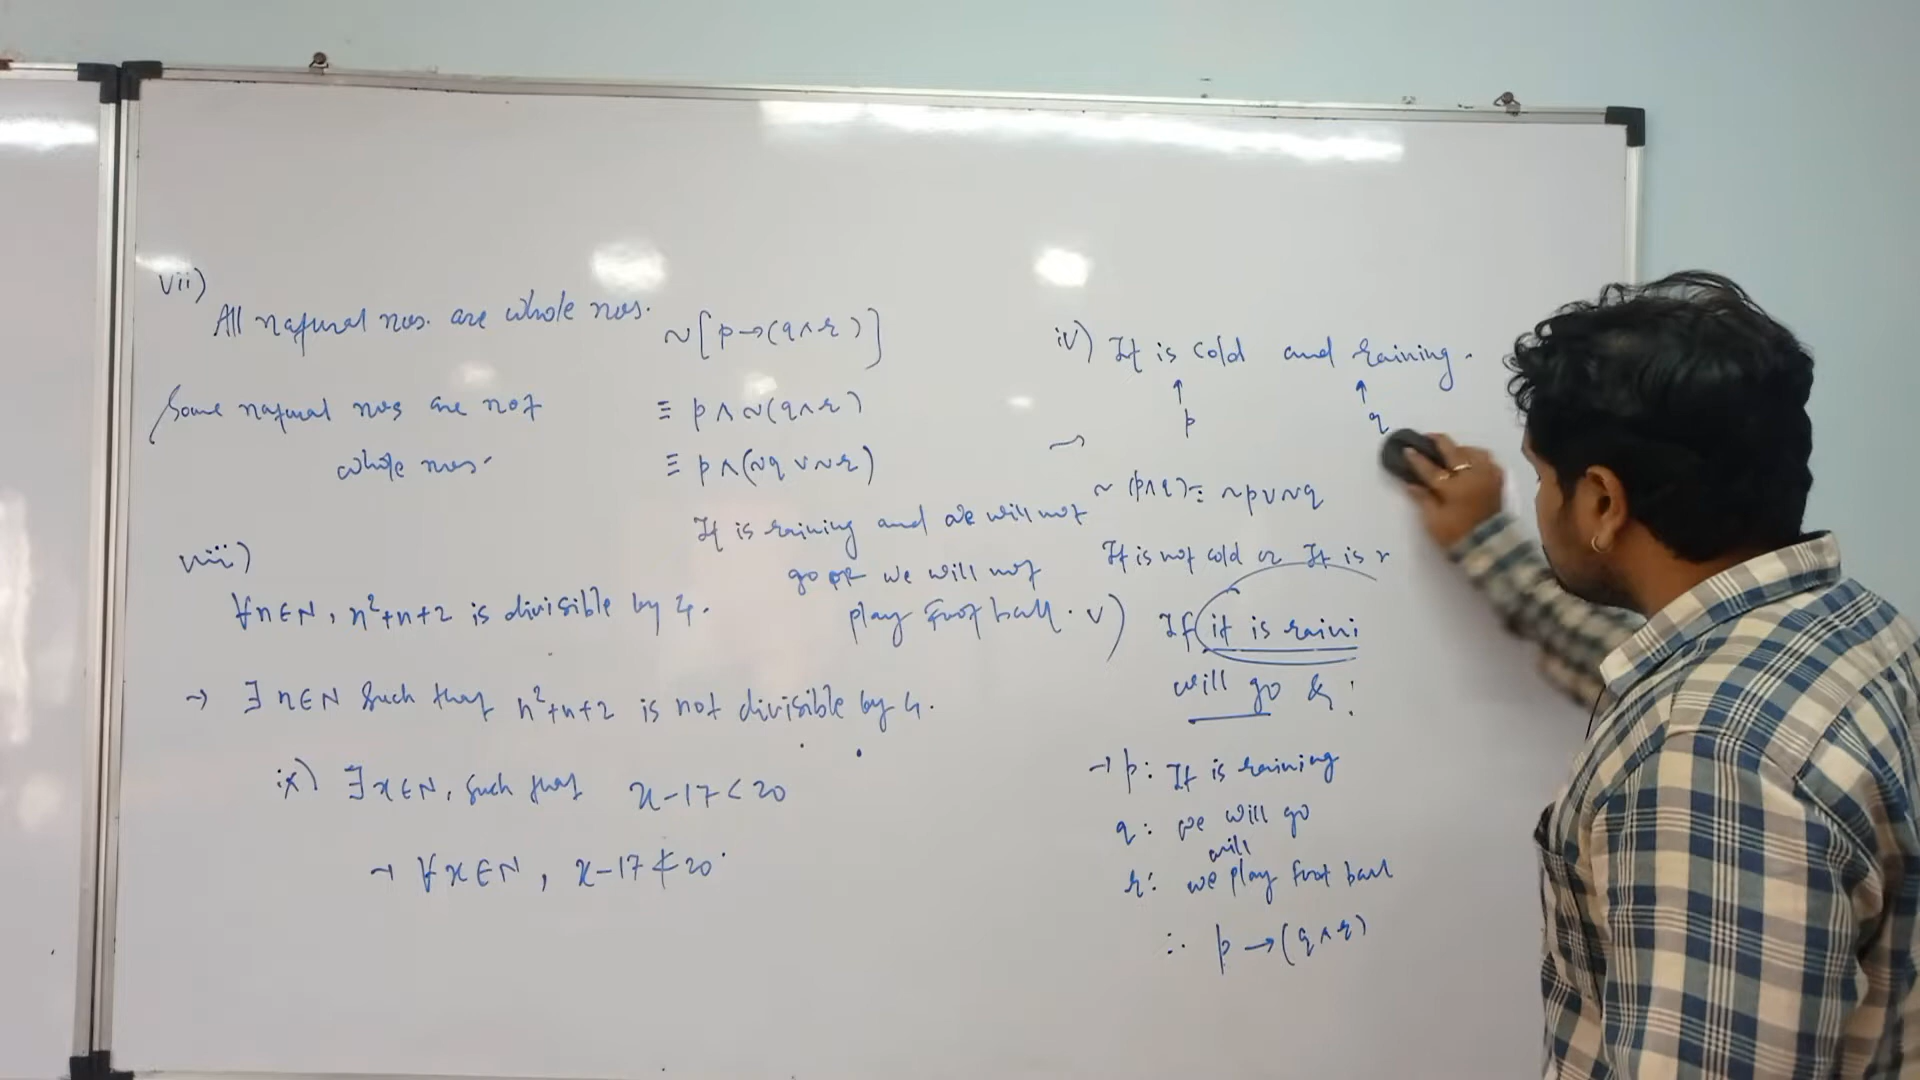 vii)
All natural nos. are whole nos.
Some natural nos are not
whole nos.
viii)
∀n∈N, n²+n+2 is divisible by 4.
→ ∃ n∈N Such that n²+n+2 is not divisible by 4.
ix) ∃x∈N, Such that x-17<20
→ ∀x∈N, x-17≮20.
~[p→(q∧r)]
≡ p∧~(q∧r)
≡ p∧(~q∨~r)
It is raining and we will not
go or we will not
play foot ball.
iv) It is cold and raining.
↑ ↑
p q
→
~(p∧q)≡ ~p∨~q
It is not cold or It is r
v) If it is raini
will go &
→ p: It is raining
q: we will go
will
r: we play foot ball
∴ p→(q∧r)